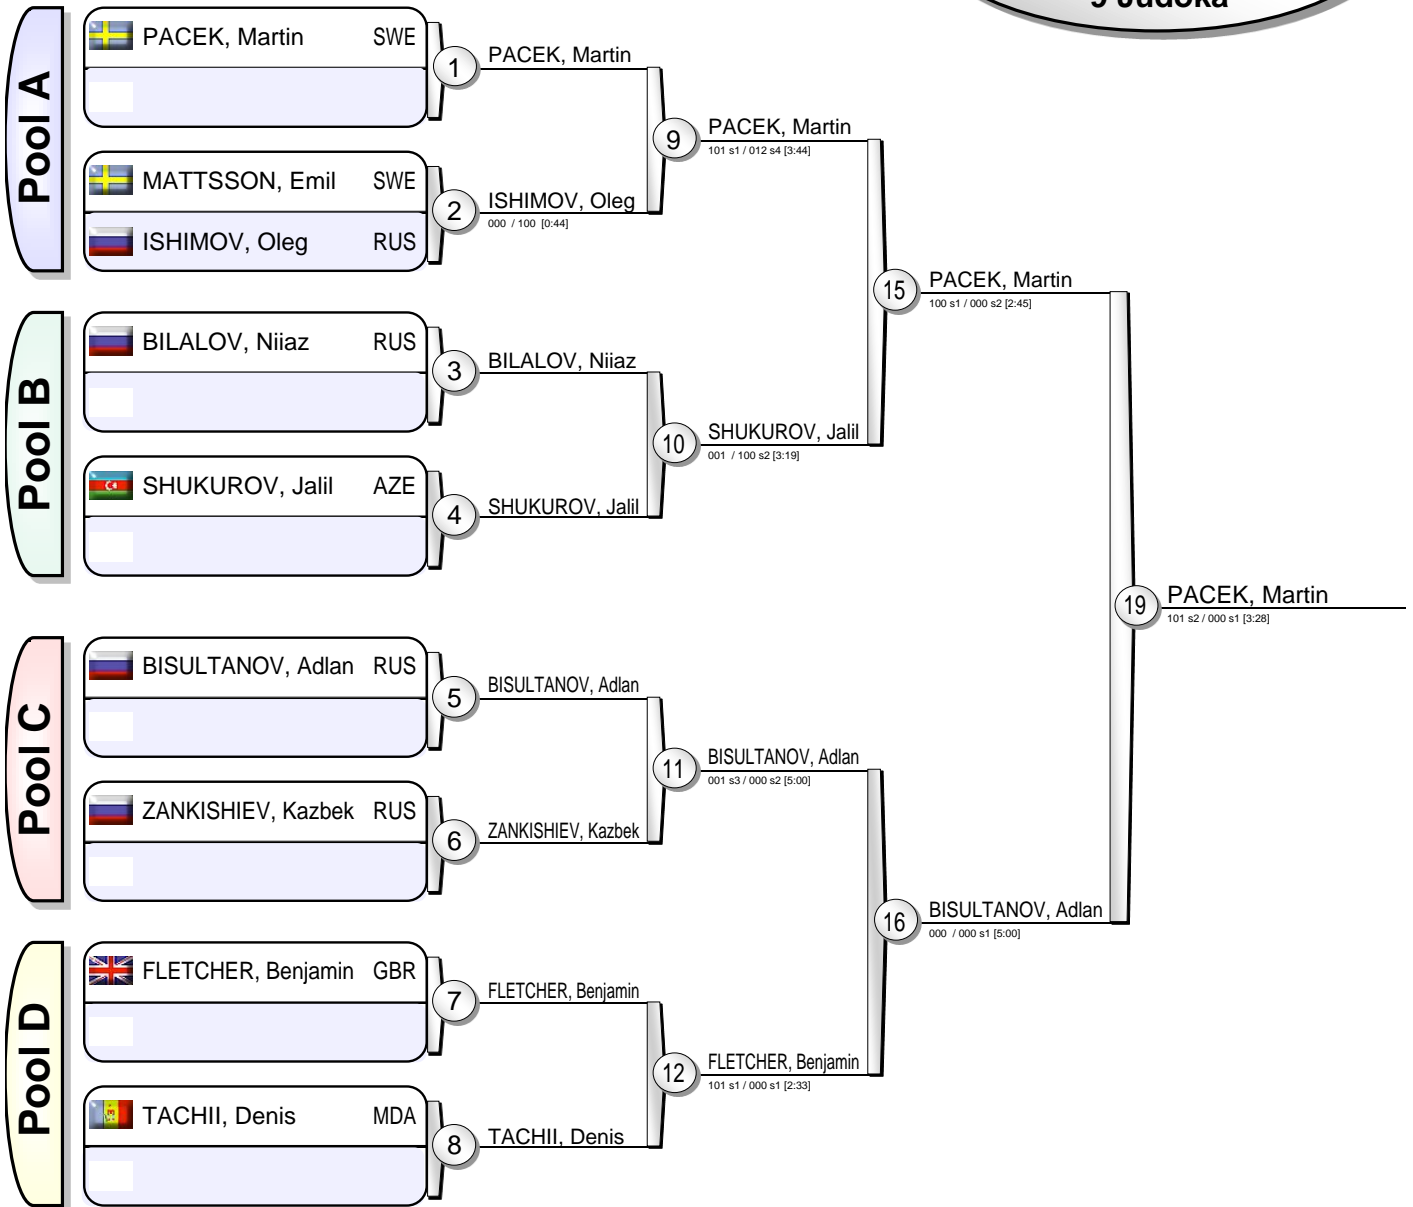 9 Judoka
Pool A
PACEK, Martin SWE
1
PACEK, Martin
MATTSSON, Emil SWE
ISHIMOV, Oleg RUS
2
ISHIMOV, Oleg
000 / 100 [0:44]
9
PACEK, Martin
101 s1 / 012 s4 [3:44]
Pool B
BILALOV, Niiaz RUS
3
BILALOV, Niiaz
SHUKUROV, Jalil AZE
4
SHUKUROV, Jalil
10
SHUKUROV, Jalil
001 / 100 s2 [3:19]
15
PACEK, Martin
100 s1 / 000 s2 [2:45]
Pool C
BISULTANOV, Adlan RUS
5
BISULTANOV, Adlan
ZANKISHIEV, Kazbek RUS
6
ZANKISHIEV, Kazbek
11
BISULTANOV, Adlan
001 s3 / 000 s2 [5:00]
Pool D
FLETCHER, Benjamin GBR
7
FLETCHER, Benjamin
TACHII, Denis MDA
8
TACHII, Denis
12
FLETCHER, Benjamin
101 s1 / 000 s1 [2:33]
16
BISULTANOV, Adlan
000 / 000 s1 [5:00]
19
PACEK, Martin
101 s2 / 000 s1 [3:28]